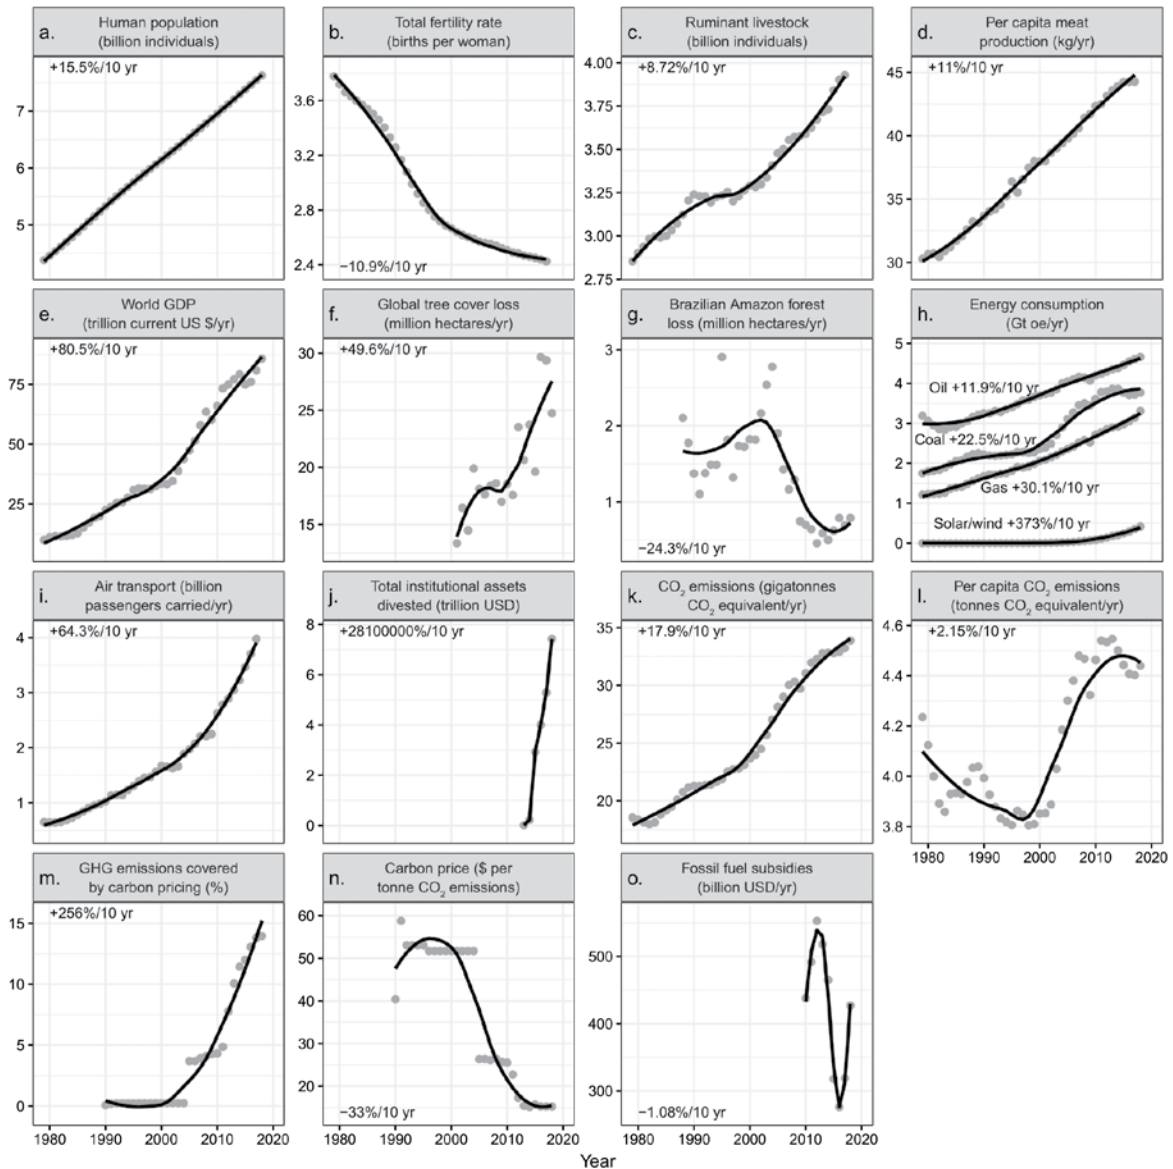 a.
Human population
(billion individuals)
+15.5%/10 yr
7
6
5
b.
Total fertility rate
(births per woman)
3.6
3.2
2.8
2.4
−10.9%/10 yr
c.
Ruminant livestock
(billion individuals)
+8.72%/10 yr
4.00
3.75
3.50
3.25
3.00
2.75
d.
Per capita meat
production (kg/yr)
+11%/10 yr
45
40
35
30
e.
World GDP
(trillion current US $/yr)
+80.5%/10 yr
75
50
25
f.
Global tree cover loss
(million hectares/yr)
+49.6%/10 yr
30
25
20
15
g.
Brazilian Amazon forest
loss (million hectares/yr)
3
2
1
−24.3%/10 yr
h.
Energy consumption
(Gt oe/yr)
5
4
3
2
1
0
Oil +11.9%/10 yr
Coal +22.5%/10 yr
Gas +30.1%/10 yr
Solar/wind +373%/10 yr
i.
Air transport (billion
passengers carried/yr)
+64.3%/10 yr
4
3
2
1
j.
Total institutional assets
divested (trillion USD)
+28100000%/10 yr
8
6
4
2
0
k.
CO₂ emissions (gigatonnes
CO₂ equivalent/yr)
+17.9%/10 yr
35
30
25
20
l.
Per capita CO₂ emissions
(tonnes CO₂ equivalent/yr)
+2.15%/10 yr
4.6
4.4
4.2
4.0
3.8
1980 1990 2000 2010 2020
m.
GHG emissions covered
by carbon pricing (%)
+256%/10 yr
15
10
5
0
1980 1990 2000 2010 2020
n.
Carbon price ($ per
tonne CO₂ emissions)
60
50
40
30
20
−33%/10 yr
1980 1990 2000 2010 2020
o.
Fossil fuel subsidies
(billion USD/yr)
500
400
300
−1.08%/10 yr
1980 1990 2000 2010 2020
Year